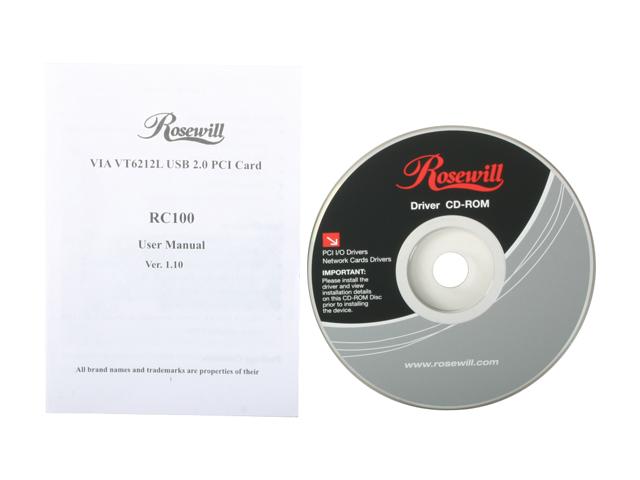 Rosewill
VIA VT6212L USB 2.0 PCI Card
RC100
User Manual
Ver. 1.10
All brand names and trademarks are properties of their
1
Rosewill
Driver CD-ROM
PCI I/O Drivers
Network Cards Drivers
IMPORTANT:
Please install the
driver and view
installation details
on this CD-ROM Disc
prior to installing
the device.
www.rosewill.com